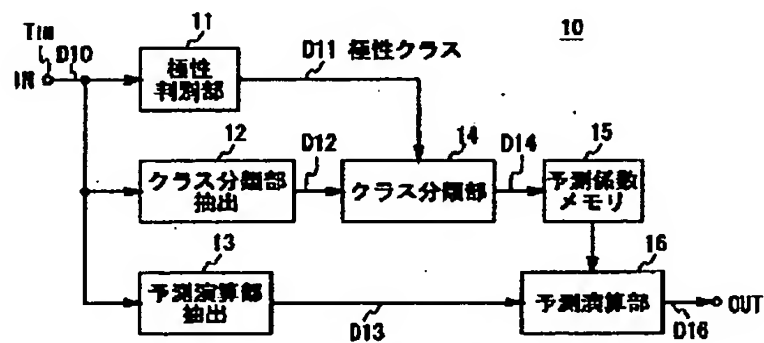 10
TIN
IN
D10
11
極性
判別部
D11 極性クラス
12
クラス分類部
抽出
D12
14
クラス分類部
D14
15
予測係数
メモリ
13
予測演算部
抽出
D13
16
予測演算部
D16
OUT